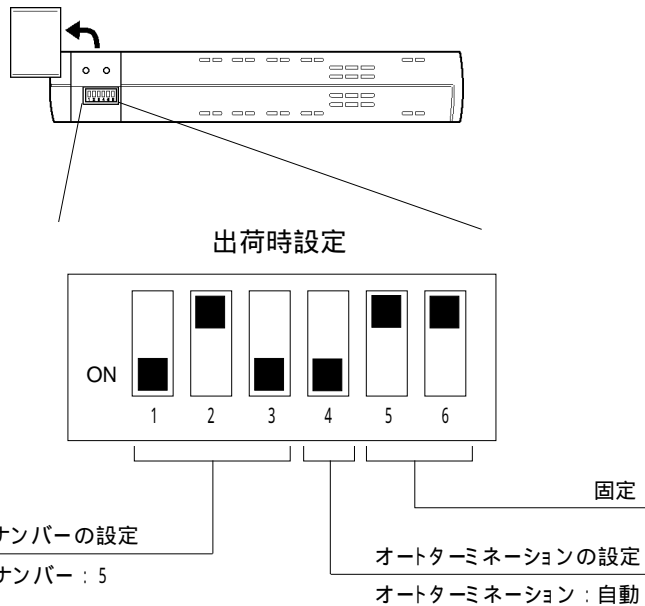 出荷時設定
ON
1 2 3 4 5 6
固定
ナンバーの設定
ナンバー：5
オートターミネーションの設定
オートターミネーション：自動